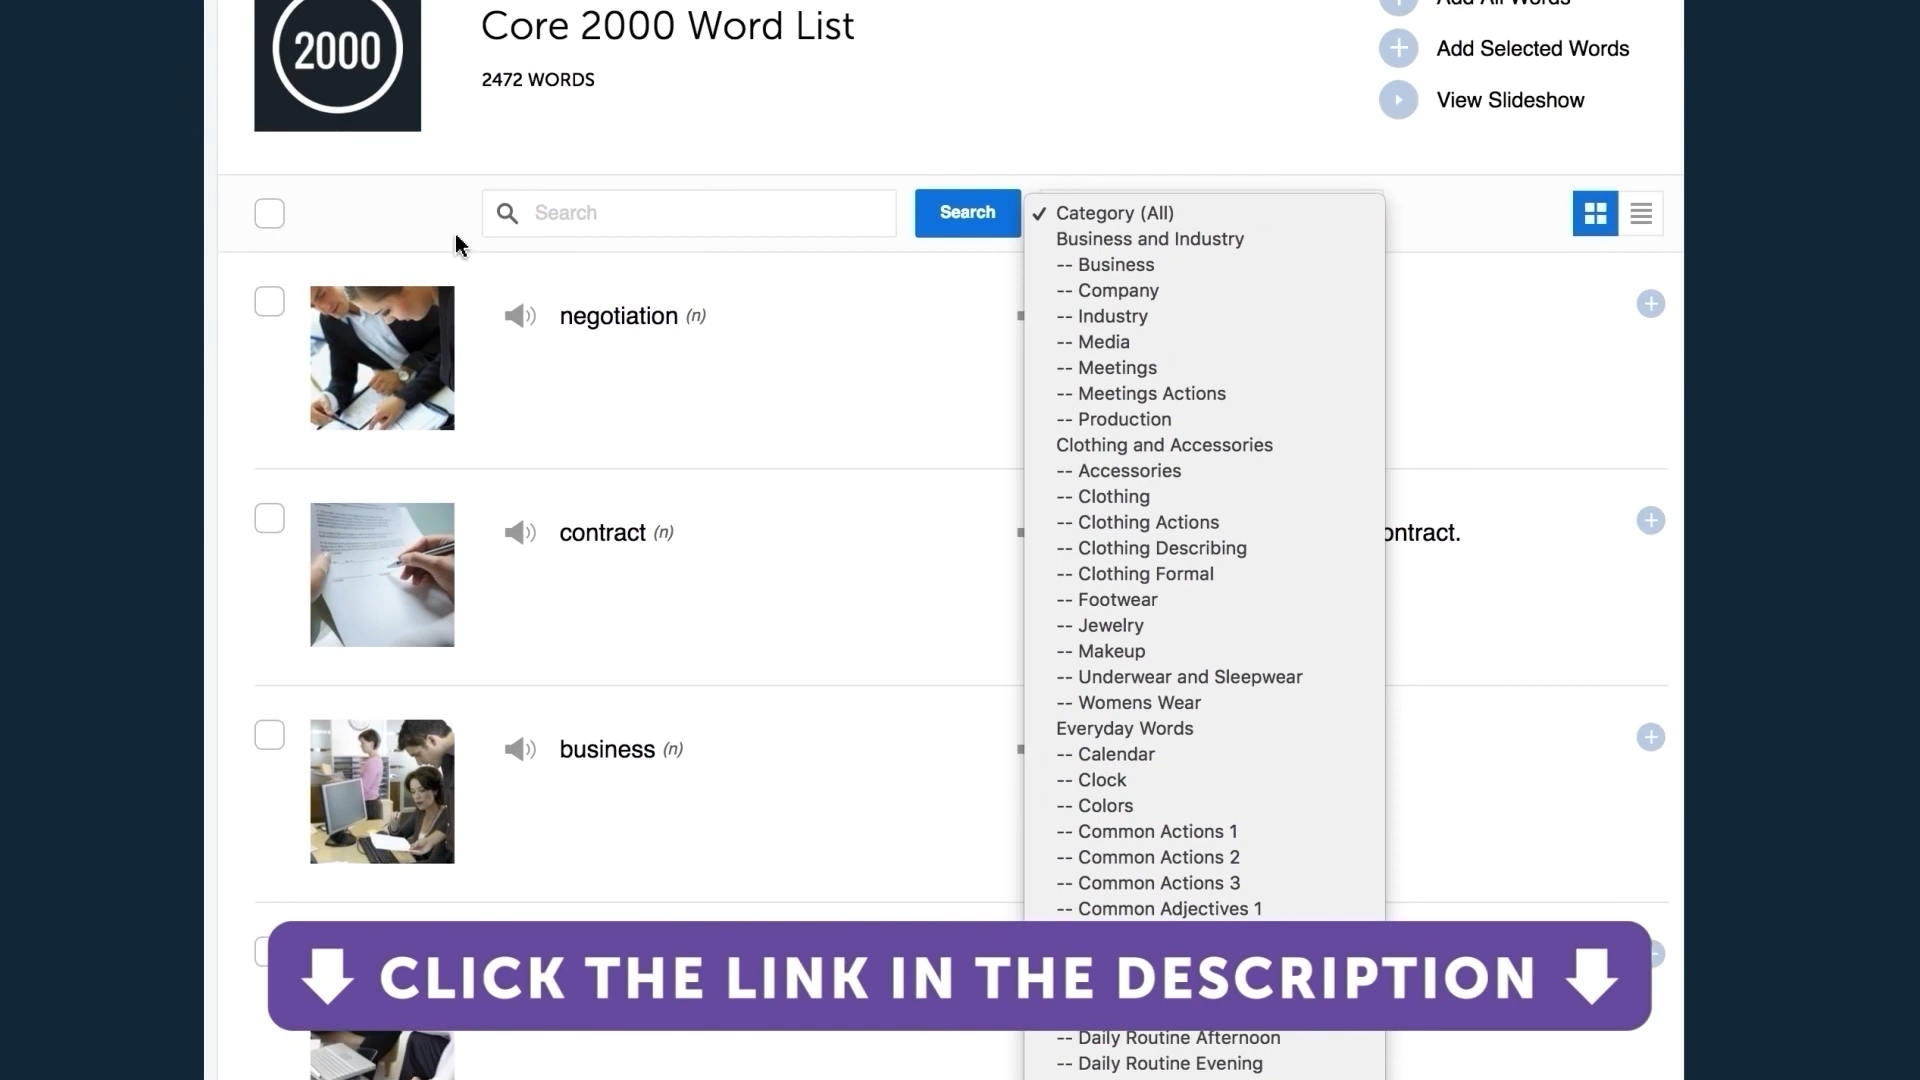 2000
Core 2000 Word List
2472 WORDS
Add All Words
Add Selected Words
View Slideshow
Search
Search
✓ Category (All)
Business and Industry
-- Business
-- Company
-- Industry
-- Media
-- Meetings
-- Meetings Actions
-- Production
Clothing and Accessories
-- Accessories
-- Clothing
-- Clothing Actions
-- Clothing Describing
-- Clothing Formal
-- Footwear
-- Jewelry
-- Makeup
-- Underwear and Sleepwear
-- Womens Wear
Everyday Words
-- Calendar
-- Clock
-- Colors
-- Common Actions 1
-- Common Actions 2
-- Common Actions 3
-- Common Adjectives 1
negotiation (n)
contract (n)
ontract.
business (n)
CLICK THE LINK IN THE DESCRIPTION
-- Daily Routine Afternoon
-- Daily Routine Evening